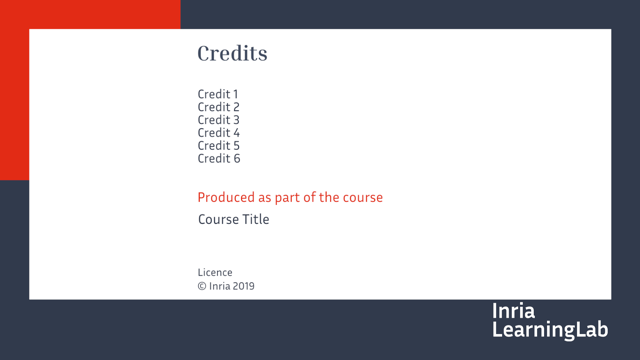 Credits
Credit 1
Credit 2
Credit 3
Credit 4
Credit 5
Credit 6
Produced as part of the course
Course Title
Licence
© Inria 2019
Inria
LearningLab